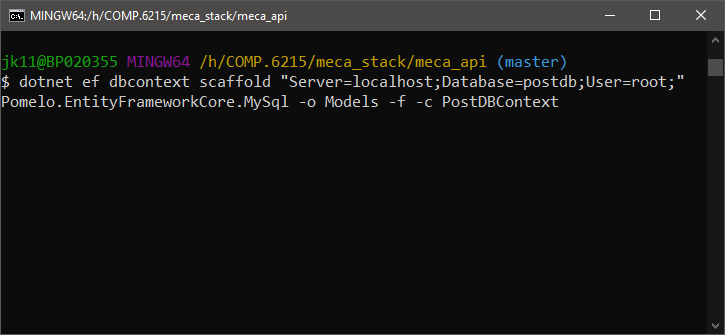 MINGW64:/h/COMP.6215/meca_stack/meca_api
jk11@BP020355 MINGW64 /h/COMP.6215/meca_stack/meca_api (master)
$ dotnet ef dbcontext scaffold "Server=localhost;Database=postdb;User=root;"
Pomelo.EntityFrameworkCore.MySql -o Models -f -c PostDBContext